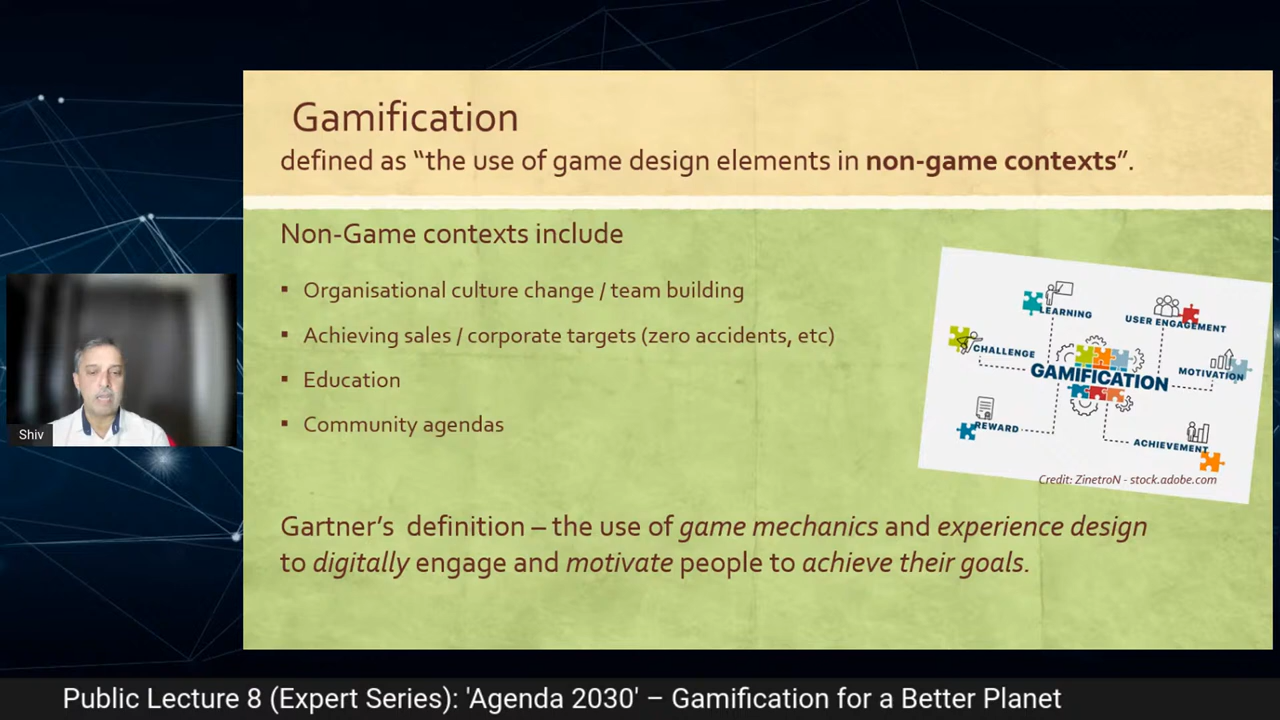 Gamification
defined as “the use of game design elements in non-game contexts”.
Non-Game contexts include
▪ Organisational culture change / team building
▪ Achieving sales / corporate targets (zero accidents, etc)
▪ Education
▪ Community agendas
LEARNING
USER ENGAGEMENT
CHALLENGE
MOTIVATION
GAMIFICATION
REWARD
ACHIEVEMENT
Credit: ZinetroN - stock.adobe.com
Gartner’s definition – the use of game mechanics and experience design
to digitally engage and motivate people to achieve their goals.
Shiv
Public Lecture 8 (Expert Series): 'Agenda 2030' – Gamification for a Better Planet